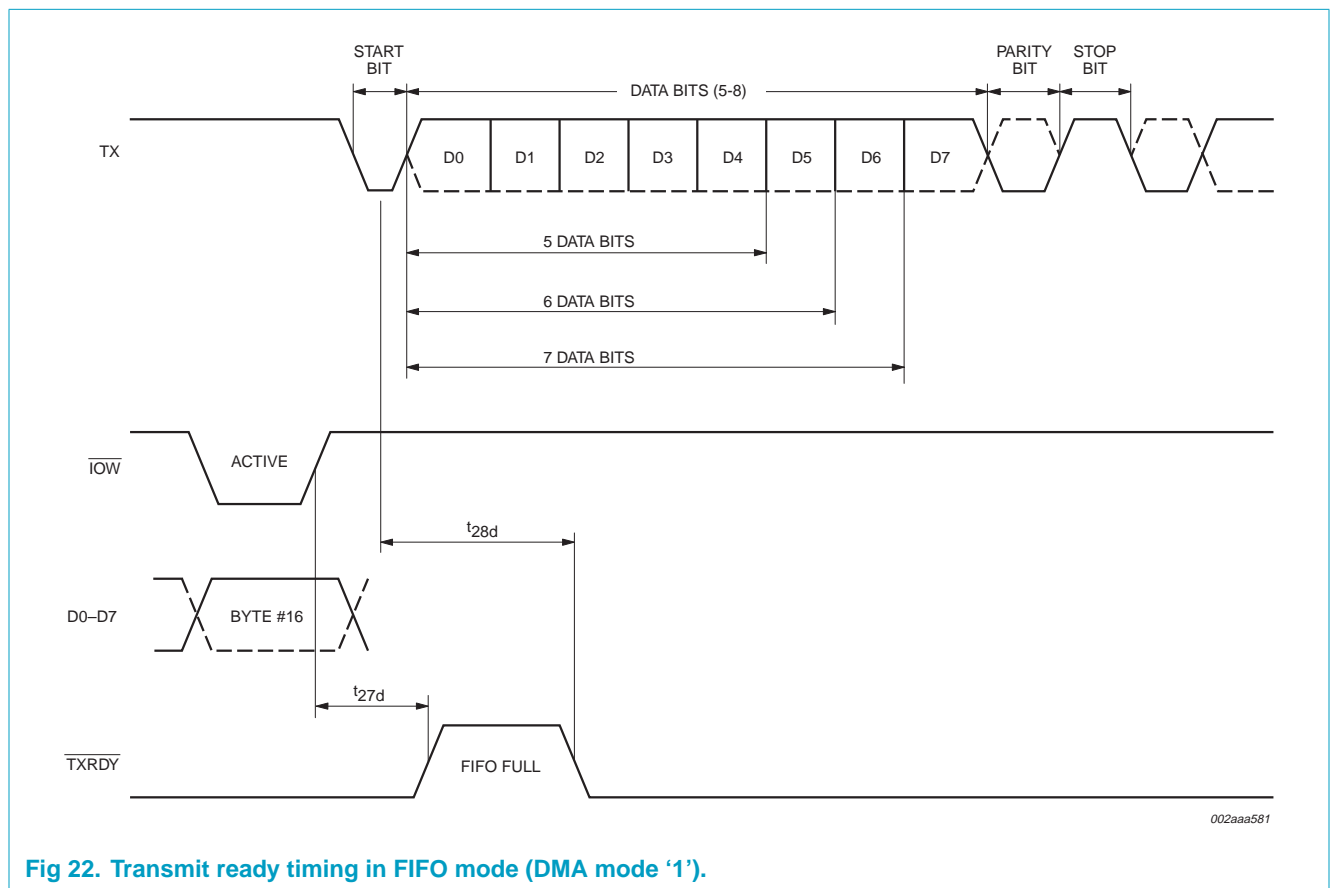 START
BIT
DATA BITS (5-8)
PARITY
BIT
STOP
BIT
TX
D0
D1
D2
D3
D4
D5
D6
D7
5 DATA BITS
6 DATA BITS
7 DATA BITS
IOW
ACTIVE
t28d
D0–D7
BYTE #16
t27d
TXRDY
FIFO FULL
002aaa581
Fig 22. Transmit ready timing in FIFO mode (DMA mode ‘1’).